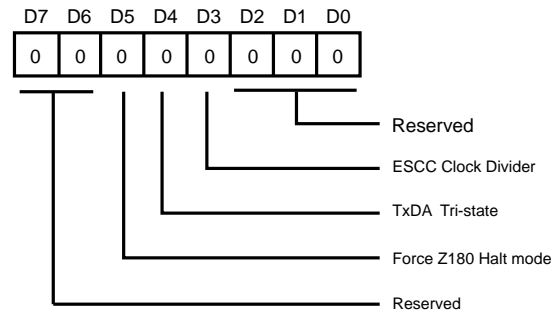 D7 D6 D5 D4 D3 D2 D1 D0
0 0 0 0 0 0 0 0
Reserved
ESCC Clock Divider
TxDA Tri-state
Force Z180 Halt mode
Reserved